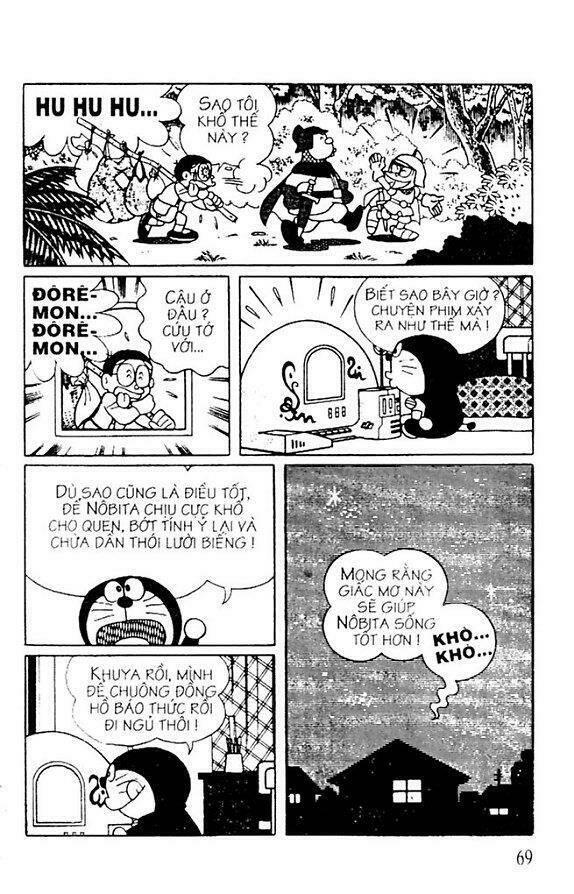 HU HU HU...
SAO TÔI
KHỔ THẾ
NÀY ?
ĐÔRÊ-
MON...
ĐÔRÊ-
MON...
CẬU Ở
ĐÂU ?
CỨU TỚ
VỚI...
BIẾT SAO BÂY GIỜ ?
CHUYỆN PHIM XẢY
RA NHƯ THẾ MÀ !
DÙ SAO CŨNG LÀ ĐIỀU TỐT,
ĐỂ NÔBITA CHỊU CỰC KHỔ
CHO QUEN, BỚT TÍNH Ỷ LẠI VÀ
CHỪA DẦN THÓI LƯỜI BIẾNG !
KHUYA RỒI, MÌNH
ĐỂ CHUÔNG ĐỒNG
HỒ BÁO THỨC RỒI
ĐI NGỦ THÔI !
MONG RẰNG
GIẤC MƠ NÀY
SẼ GIÚP
NÔBITA SỐNG
TỐT HƠN !
KHÒ...
KHÒ...
69